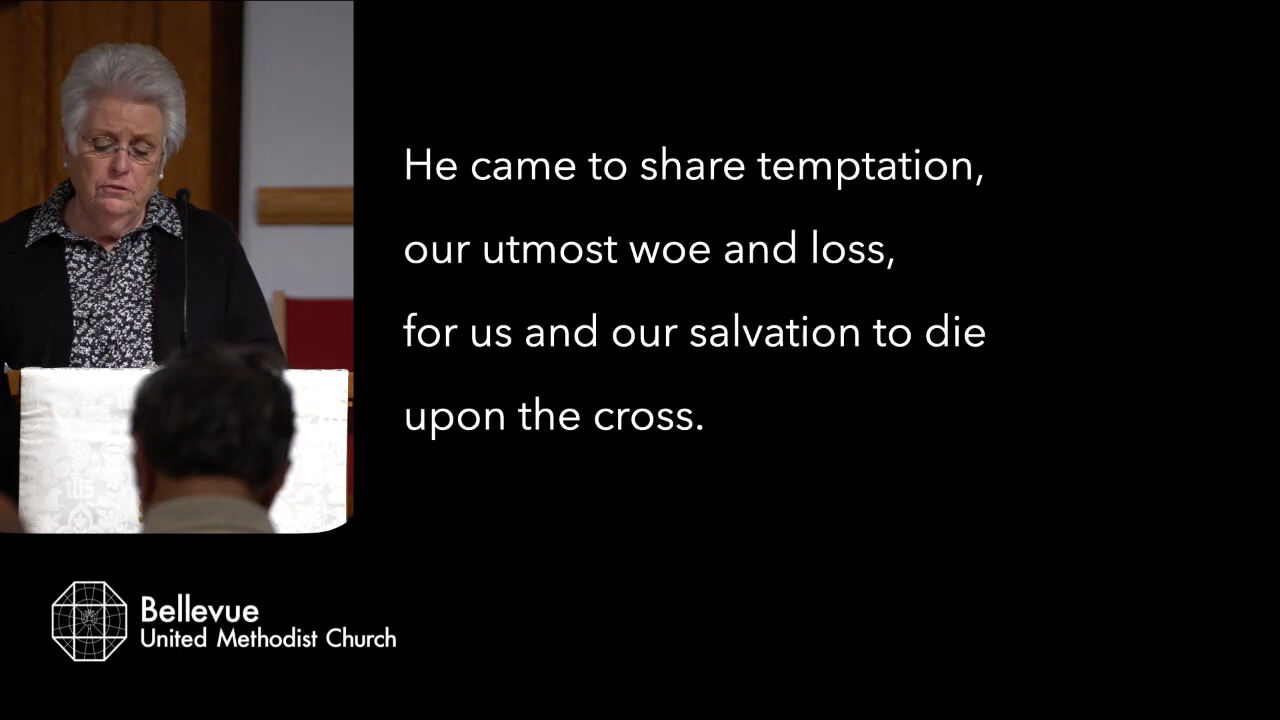 He came to share temptation,
our utmost woe and loss,
for us and our salvation to die
upon the cross.
Bellevue
United Methodist Church